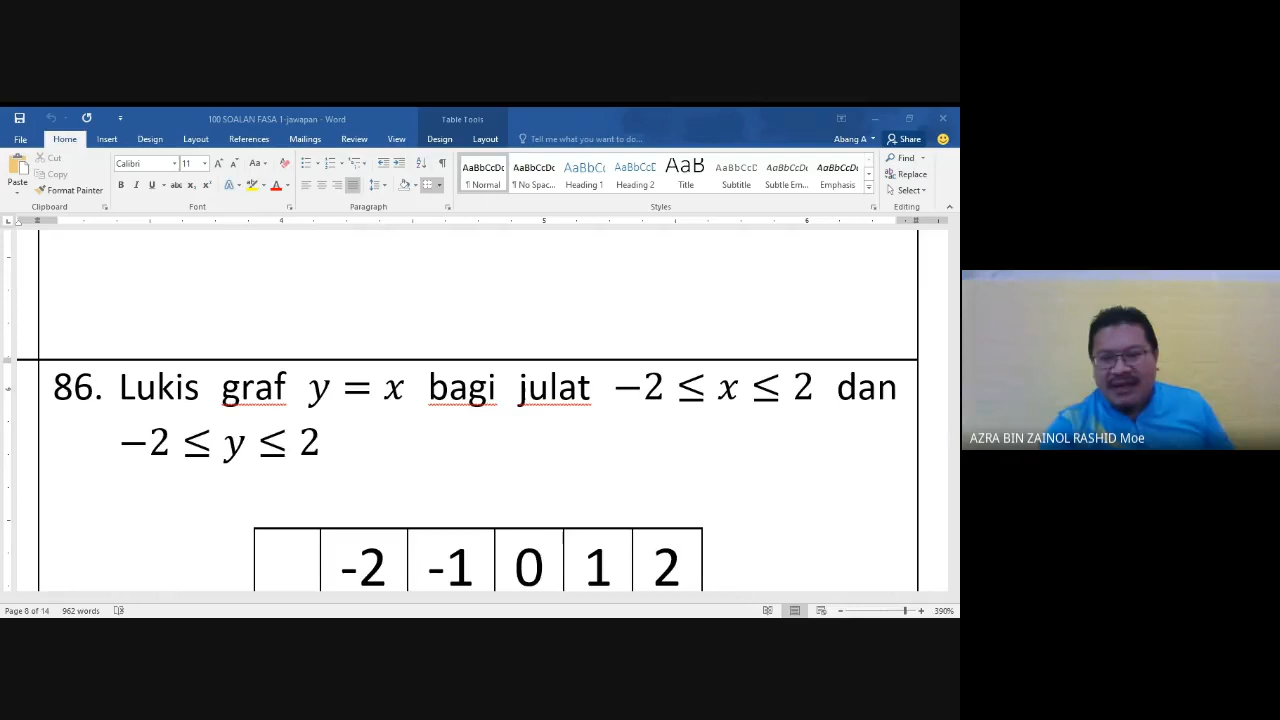 100 SOALAN FASA 1-jawapan - Word
Table Tools
File Home Insert Design Layout References Mailings Review View Design Layout Tell me what you want to do... Abang A Share
Paste
Cut
Copy
Format Painter
Calibri 11
Clipboard
Font
Paragraph
AaBbCcDc AaBbCcDc AaBbCc AaBbCcE AaB AaBbCcD AaBbCcDc AaBbCcDc
¶ Normal ¶ No Spac... Heading 1 Heading 2 Title Subtitle Subtle Em... Emphasis
Styles
Find
Replace
Select
Editing
4 5 6
86. Lukis graf y = x bagi julat −2 ≤ x ≤ 2 dan
−2 ≤ y ≤ 2
-2 -1 0 1 2
Page 8 of 14 962 words 390%
AZRA BIN ZAINOL RASHID Moe